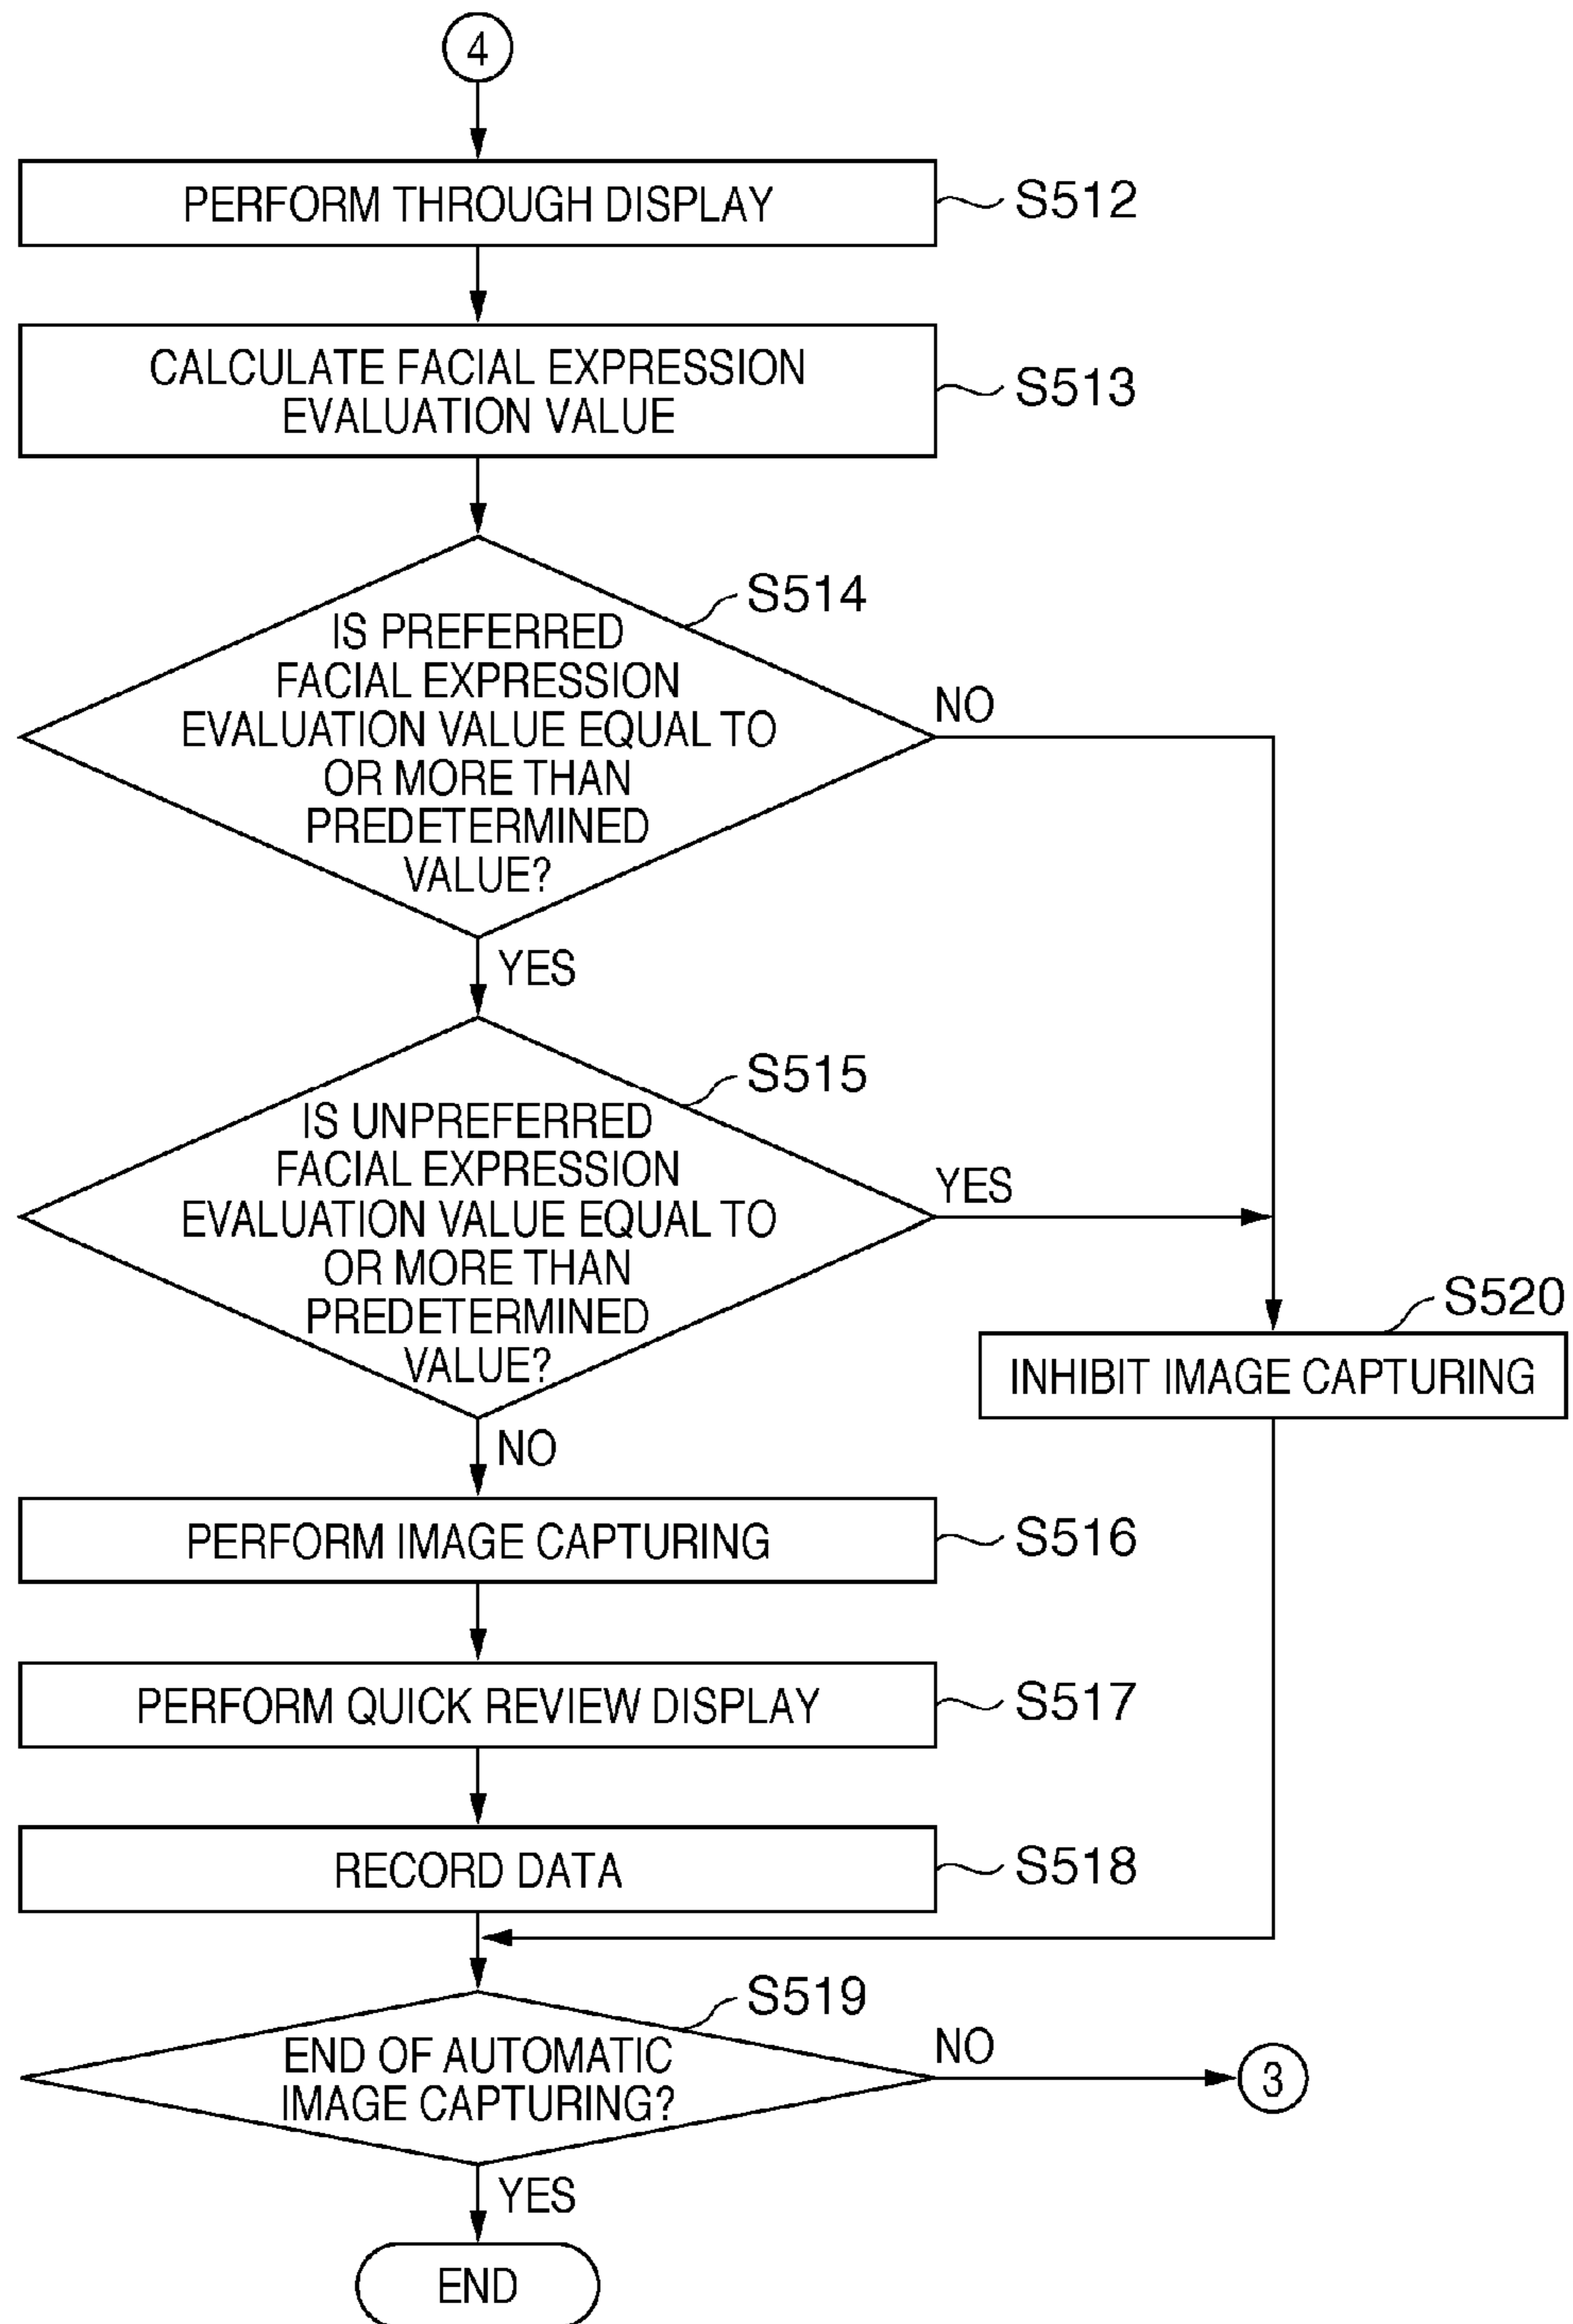 4
PERFORM THROUGH DISPLAY
S512
CALCULATE FACIAL EXPRESSION
EVALUATION VALUE
S513
S514
IS PREFERRED
FACIAL EXPRESSION
EVALUATION VALUE EQUAL TO
OR MORE THAN
PREDETERMINED
VALUE?
NO
YES
S515
IS UNPREFERRED
FACIAL EXPRESSION
EVALUATION VALUE EQUAL TO
OR MORE THAN
PREDETERMINED
VALUE?
YES
S520
INHIBIT IMAGE CAPTURING
NO
PERFORM IMAGE CAPTURING
S516
PERFORM QUICK REVIEW DISPLAY
S517
RECORD DATA
S518
S519
END OF AUTOMATIC
IMAGE CAPTURING?
NO
3
YES
END